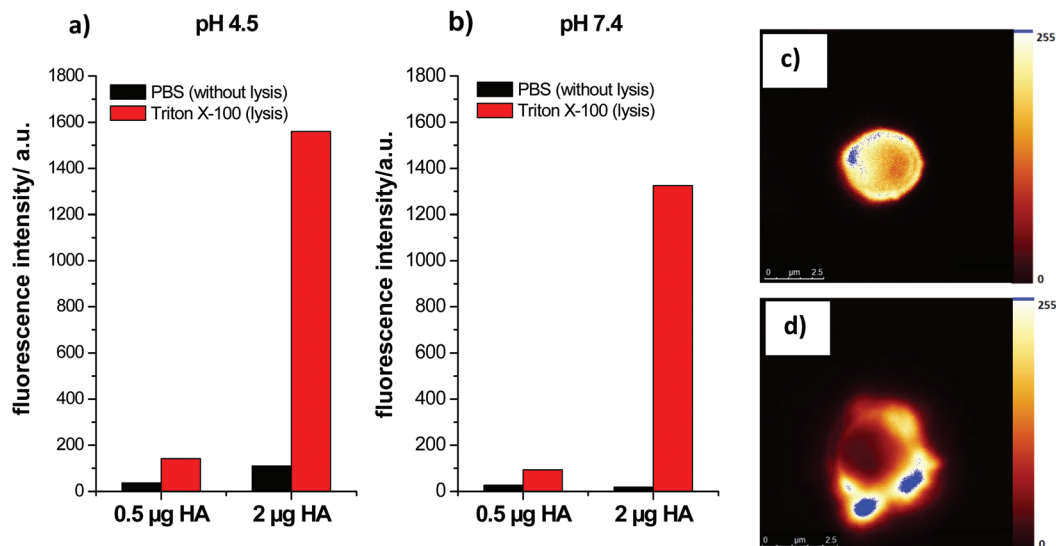 a)
pH 4.5
1800
1600
1400
1200
1000
800
600
400
200
0
fluorescence intensity/ a.u.
PBS (without lysis)
Triton X-100 (lysis)
0.5 µg HA
2 µg HA
b)
pH 7.4
1800
1600
1400
1200
1000
800
600
400
200
0
fluorescence intensity/a.u.
PBS (without lysis)
Triton X-100 (lysis)
0.5 µg HA
2 µg HA
c)
255
0
0 µm 2.5
d)
255
0
0 µm 2.5